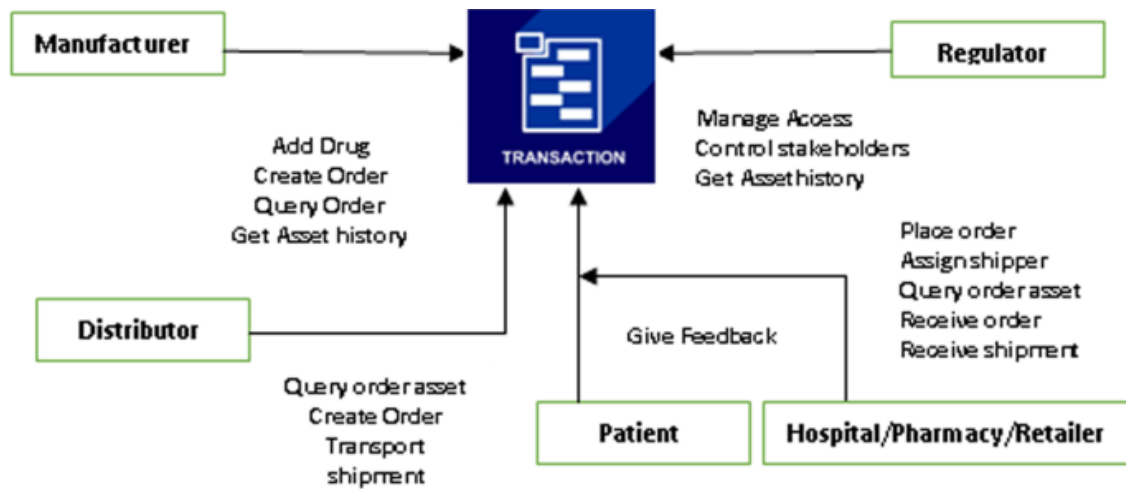 Manufacturer
Regulator
TRANSACTION
Add Drug
Create Order
Query Order
Get Asset history
Manage Access
Control stakeholders
Get Assethistory
Place order
Assign shipper
Query order asset
Receive order
Receive shipment
Distributor
Give Feedback
Query order asset
Create Order
Transport
shipment
Patient
Hospital/Pharmacy/Retailer